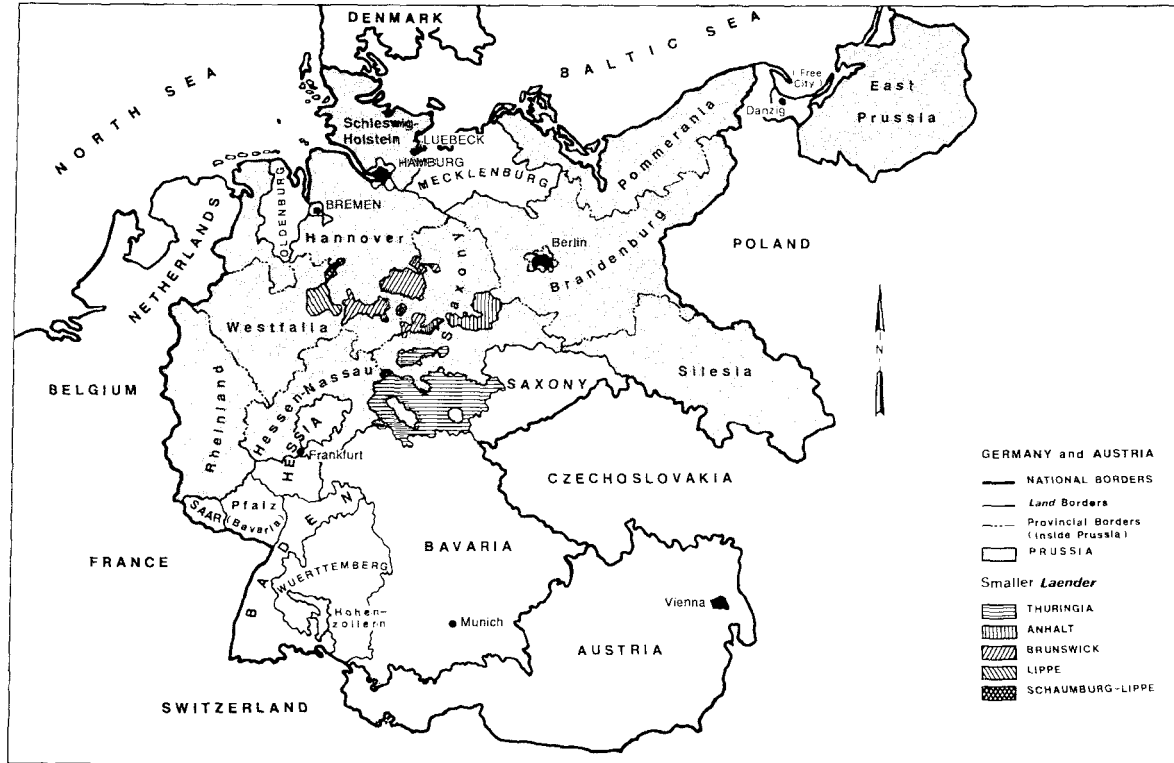 DENMARK
BALTIC SEA
NORTH SEA
( Free
City )
Danzig
East
Prussia
Schleswig-
Holstein
LUEBECK
HAMBURG
MECKLENBURG
Pommerania
OLDENBURG
BREMEN
Hannover
NETHERLANDS
Saxony
Berlin
Brandenburg
POLAND
Westfalia
N
BELGIUM
Rheinland
Hessen-Nassau
SAXONY
Silesia
HESSIA
Frankfurt
CZECHOSLOVAKIA
SAAR
Pfalz
(Bavaria)
FRANCE
BADEN
BAVARIA
WUERTTEMBERG
Hohen-
zollern
Munich
Vienna
AUSTRIA
SWITZERLAND
GERMANY and AUSTRIA
NATIONAL BORDERS
Land Borders
Provincial Borders
(inside Prussia)
PRUSSIA
Smaller Laender
THURINGIA
ANHALT
BRUNSWICK
LIPPE
SCHAUMBURG-LIPPE